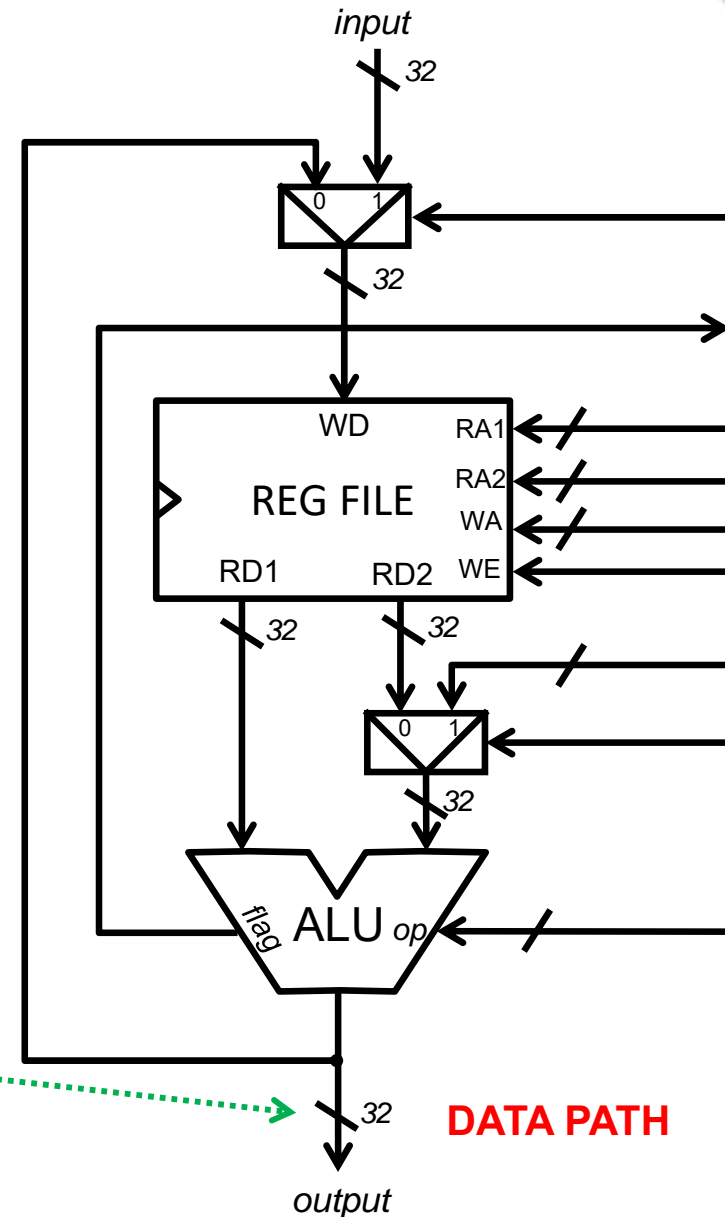 input
32
0 1
32
WD
RA1
RA2
REG FILE
WA
RD1
RD2
WE
32
32
0 1
32
flag
ALU
op
32
DATA PATH
output